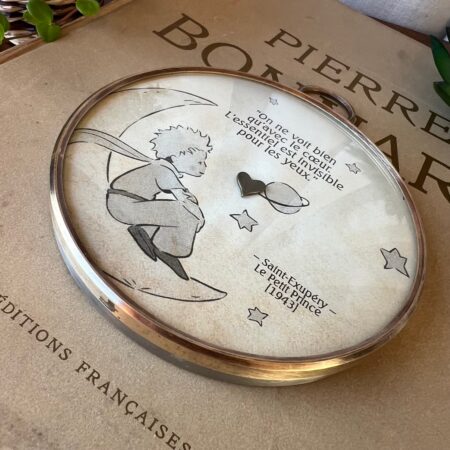 PIERRE
"On ne voit bien
qu'avec le cœur.
L'essentiel est invisible
pour les yeux."
– Saint-Exupéry –
Le Petit Prince
[1943]
ÉDITIONS FRANÇAISES